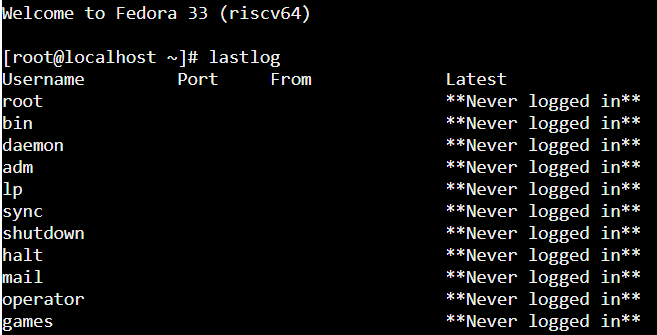 Welcome to Fedora 33 (riscv64)
[root@localhost ~]# lastlog
Username Port From Latest
root **Never logged in**
bin **Never logged in**
daemon **Never logged in**
adm **Never logged in**
lp **Never logged in**
sync **Never logged in**
shutdown **Never logged in**
halt **Never logged in**
mail **Never logged in**
operator **Never logged in**
games **Never logged in**